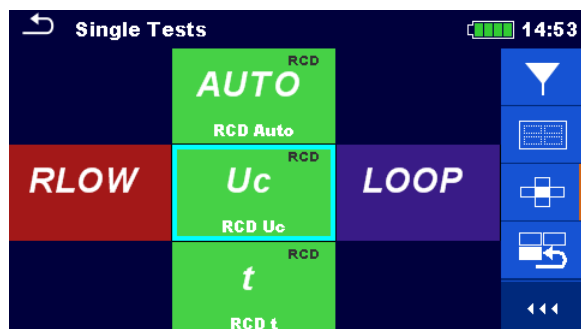 Single Tests
14:53
RCD
AUTO
RCD Auto
RLOW
RCD
Uc
RCD Uc
LOOP
RCD
t
RCD t